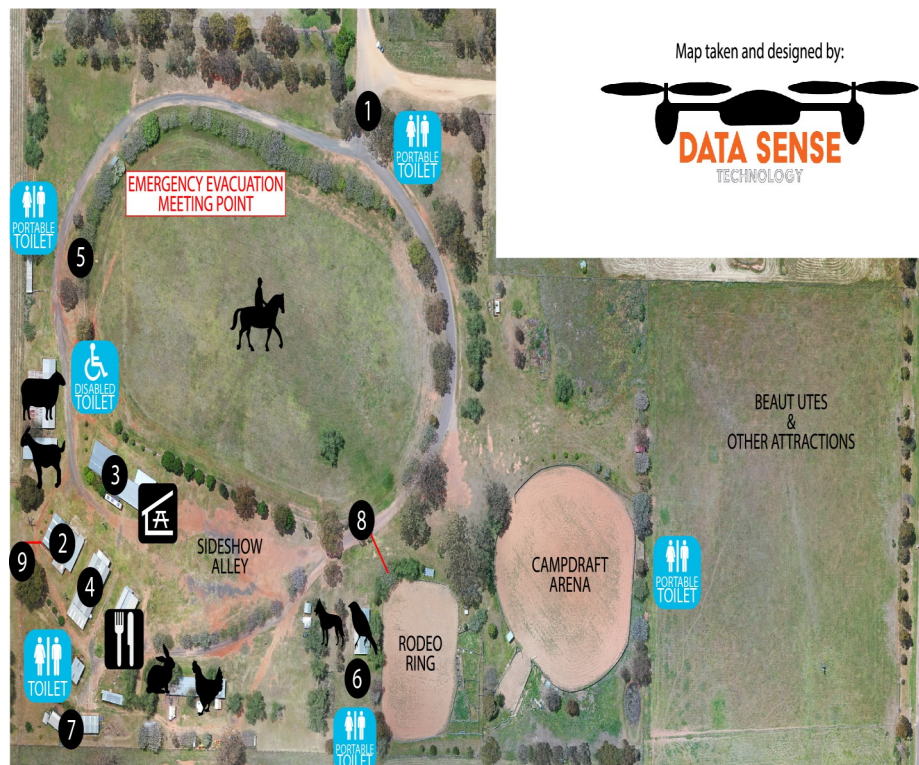 Map taken and designed by:
DATA SENSE
TECHNOLOGY
1
PORTABLE
TOILET
EMERGENCY EVACUATION
MEETING POINT
PORTABLE
TOILET
5
DISABLED
TOILET
BEAUT UTES
&
OTHER ATTRACTIONS
3
8
SIDESHOW
ALLEY
9
2
CAMPDRAFT
ARENA
PORTABLE
TOILET
4
RODEO
RING
TOILET
6
7
PORTABLE
TOILET